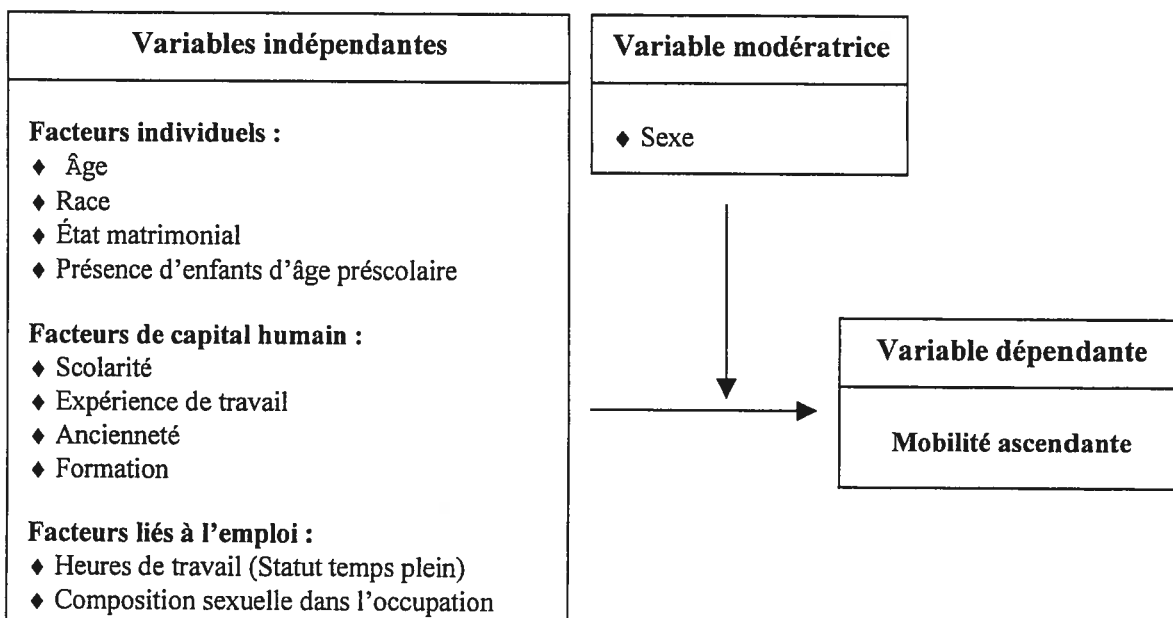 Variables indépendantes
Facteurs individuels :
♦ Âge
♦ Race
♦ État matrimonial
♦ Présence d'enfants d'âge préscolaire
Facteurs de capital humain :
♦ Scolarité
♦ Expérience de travail
♦ Ancienneté
♦ Formation
Facteurs liés à l'emploi :
♦ Heures de travail (Statut temps plein)
♦ Composition sexuelle dans l'occupation
Variable modératrice
♦ Sexe
Variable dépendante
Mobilité ascendante